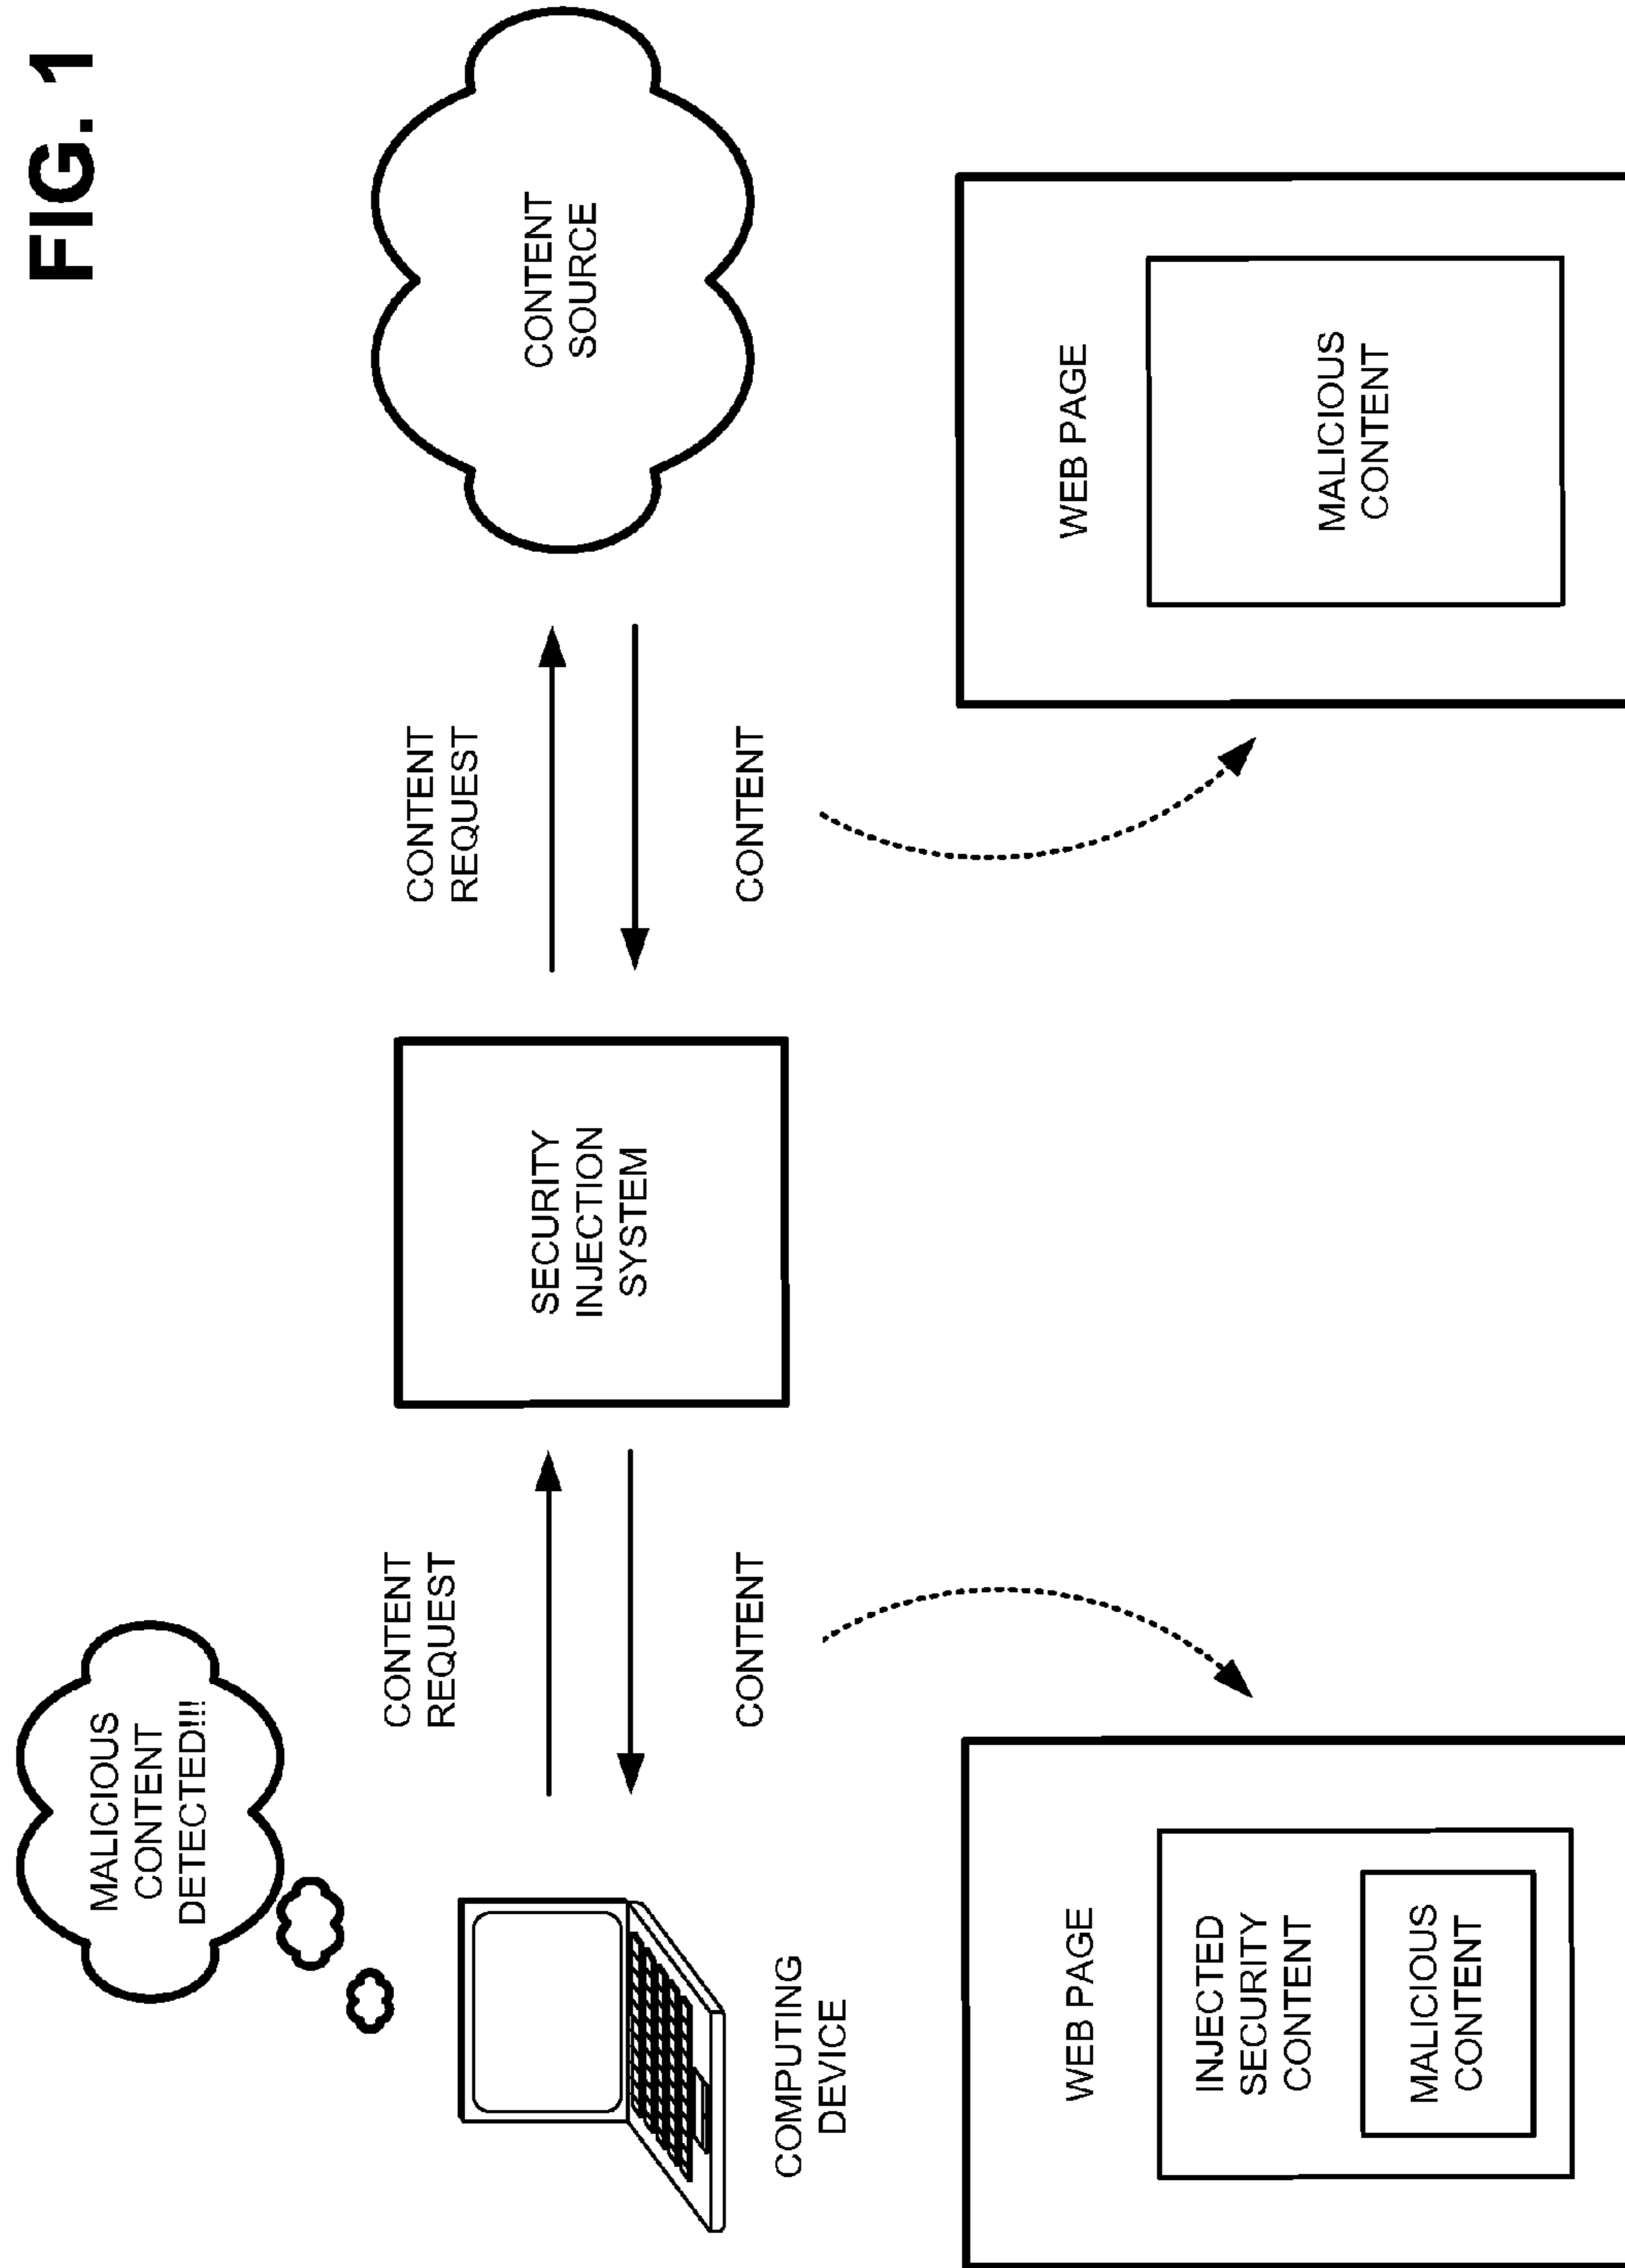 FIG. 1
MALICIOUS
CONTENT
DETECTED!!!
COMPUTING
DEVICE
CONTENT
REQUEST
CONTENT
SECURITY
INJECTION
SYSTEM
CONTENT
REQUEST
CONTENT
CONTENT
SOURCE
WEB PAGE
INJECTED
SECURITY
CONTENT
MALICIOUS
CONTENT
WEB PAGE
MALICIOUS
CONTENT